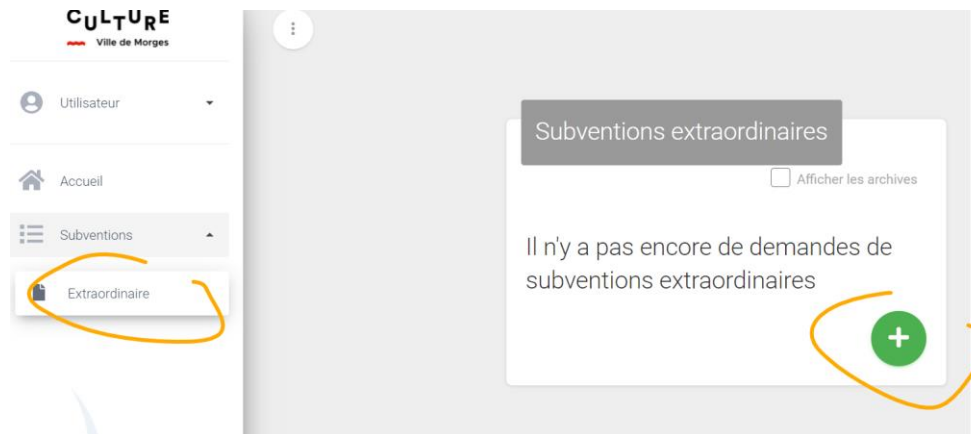 CULTURE
Ville de Morges
Utilisateur
Accueil
Subventions
Extraordinaire
Subventions extraordinaires
Afficher les archives
Il n'y a pas encore de demandes de
subventions extraordinaires
+